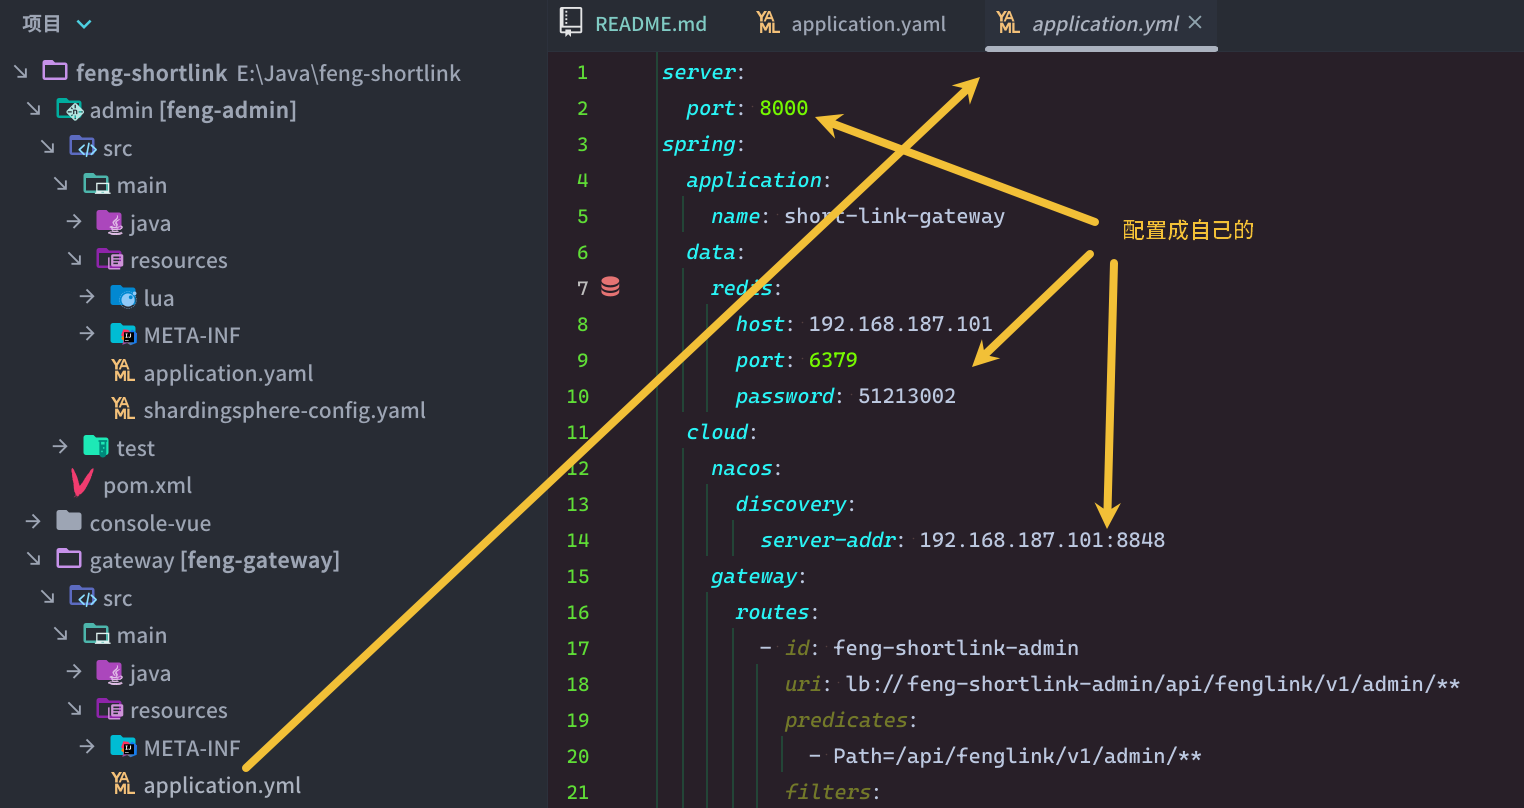 项目
feng-shortlink E:\Java\feng-shortlink
admin [feng-admin]
src
main
java
resources
lua
META-INF
YAML application.yaml
YAML shardingsphere-config.yaml
test
pom.xml
console-vue
gateway [feng-gateway]
src
main
java
resources
META-INF
YAML application.yml
README.md YAML application.yaml YAML application.yml
1 server:
2 port: 8000
3 spring:
4 application:
5 name: short-link-gateway
6 data:
7 redis:
8 host: 192.168.187.101
9 port: 6379
10 password: 51213002
11 cloud:
12 nacos:
13 discovery:
14 server-addr: 192.168.187.101:8848
15 gateway:
16 routes:
17 - id: feng-shortlink-admin
18 uri: lb://feng-shortlink-admin/api/fenglink/v1/admin/**
19 predicates:
20 - Path=/api/fenglink/v1/admin/**
21 filters:
配置成自己的